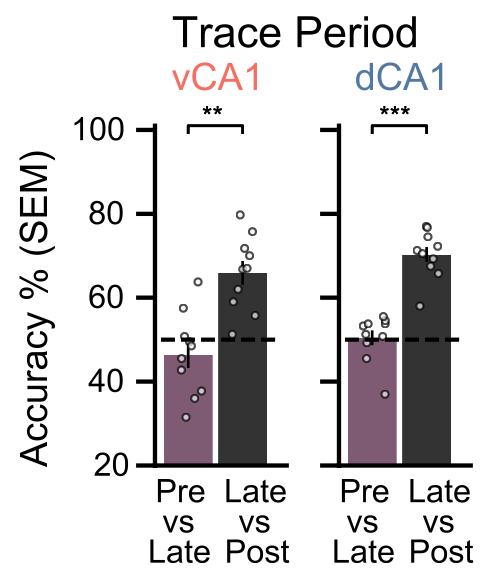 Trace Period
vCA1 dCA1
** ***
Accuracy % (SEM)
100
80
60
40
20
Pre vs Late
Late vs Post
Pre vs Late
Late vs Post